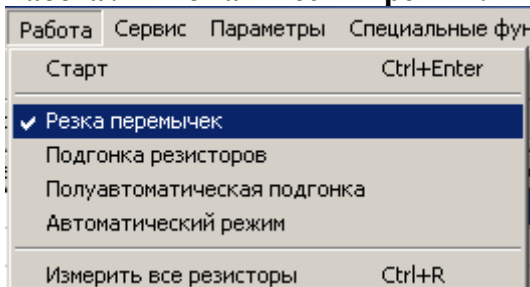 Работа Сервис Параметры Специальные фун
Старт Ctrl+Enter
✓ Резка перемычек
Подгонка резисторов
Полуавтоматическая подгонка
Автоматический режим
Измерить все резисторы Ctrl+R